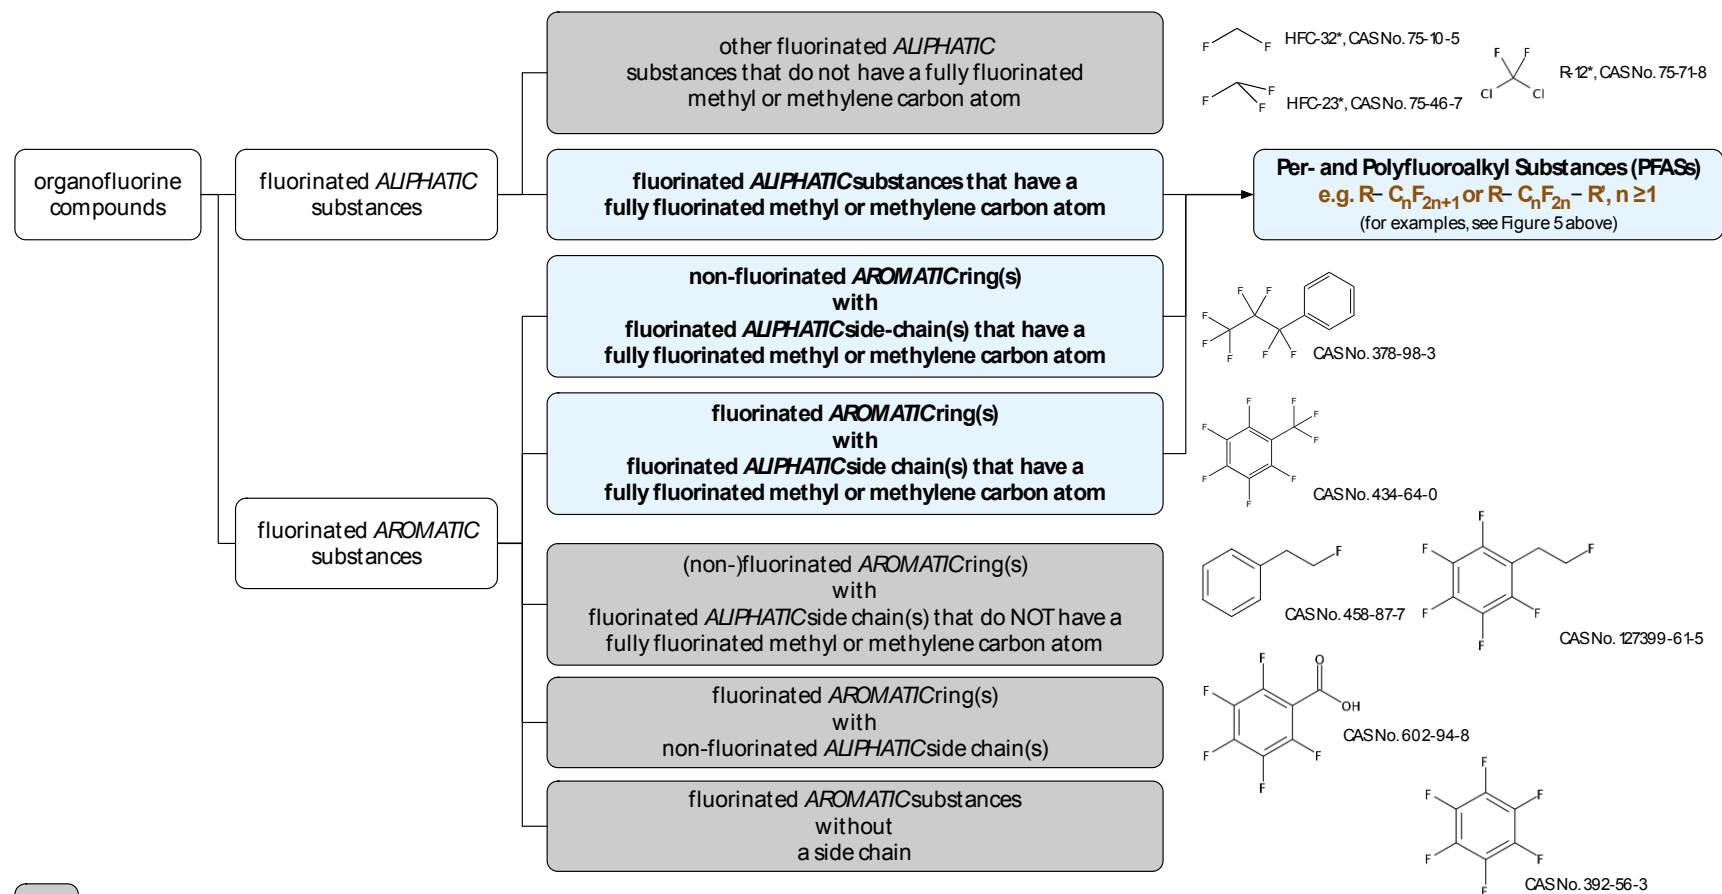 other fluorinated ALIPHATIC
substances that do not have a fully fluorinated
methyl or methylene carbon atom
F
F
HFC-32*, CAS No. 75-10-5
F
F
F
HFC-23*, CAS No. 75-46-7
F
F
Cl
Cl
R-12*, CAS No. 75-71-8
organofluorine
compounds
fluorinated ALIPHATIC
substances
fluorinated ALIPHATIC substances that have a
fully fluorinated methyl or methylene carbon atom
Per- and Polyfluoroalkyl Substances (PFASs)
e.g. R– CnF2n+1 or R– CnF2n– R', n ≥1
(for examples, see Figure 5 above)
non-fluorinated AROMATIC ring(s)
with
fluorinated ALIPHATIC side-chain(s) that have a
fully fluorinated methyl or methylene carbon atom
F
F
F
F
F
F
F
CAS No. 378-98-3
fluorinated AROMATIC ring(s)
with
fluorinated ALIPHATIC side chain(s) that have a
fully fluorinated methyl or methylene carbon atom
F
F
F
F
F
F
F
F
CAS No. 434-64-0
fluorinated AROMATIC
substances
(non-)fluorinated AROMATIC ring(s)
with
fluorinated ALIPHATIC side chain(s) that do NOT have a
fully fluorinated methyl or methylene carbon atom
F
CAS No. 458-87-7
F
F
F
F
F
F
CAS No. 127399-61-5
fluorinated AROMATIC ring(s)
with
non-fluorinated ALIPHATIC side chain(s)
F
O
F
OH
F
F
F
CAS No. 602-94-8
fluorinated AROMATIC substances
without
a side chain
F
F
F
F
F
F
CAS No. 392-56-3